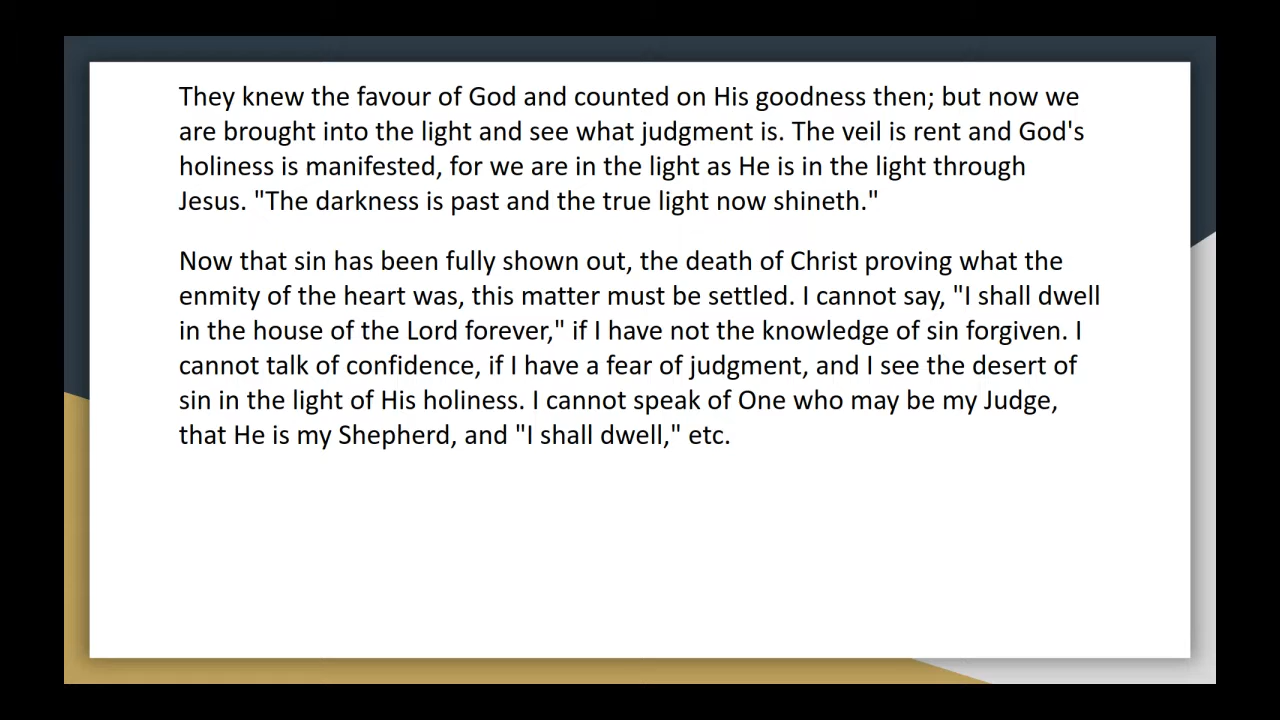 They knew the favour of God and counted on His goodness then; but now we
are brought into the light and see what judgment is. The veil is rent and God's
holiness is manifested, for we are in the light as He is in the light through
Jesus. "The darkness is past and the true light now shineth."
Now that sin has been fully shown out, the death of Christ proving what the
enmity of the heart was, this matter must be settled. I cannot say, "I shall dwell
in the house of the Lord forever," if I have not the knowledge of sin forgiven. I
cannot talk of confidence, if I have a fear of judgment, and I see the desert of
sin in the light of His holiness. I cannot speak of One who may be my Judge,
that He is my Shepherd, and "I shall dwell," etc.